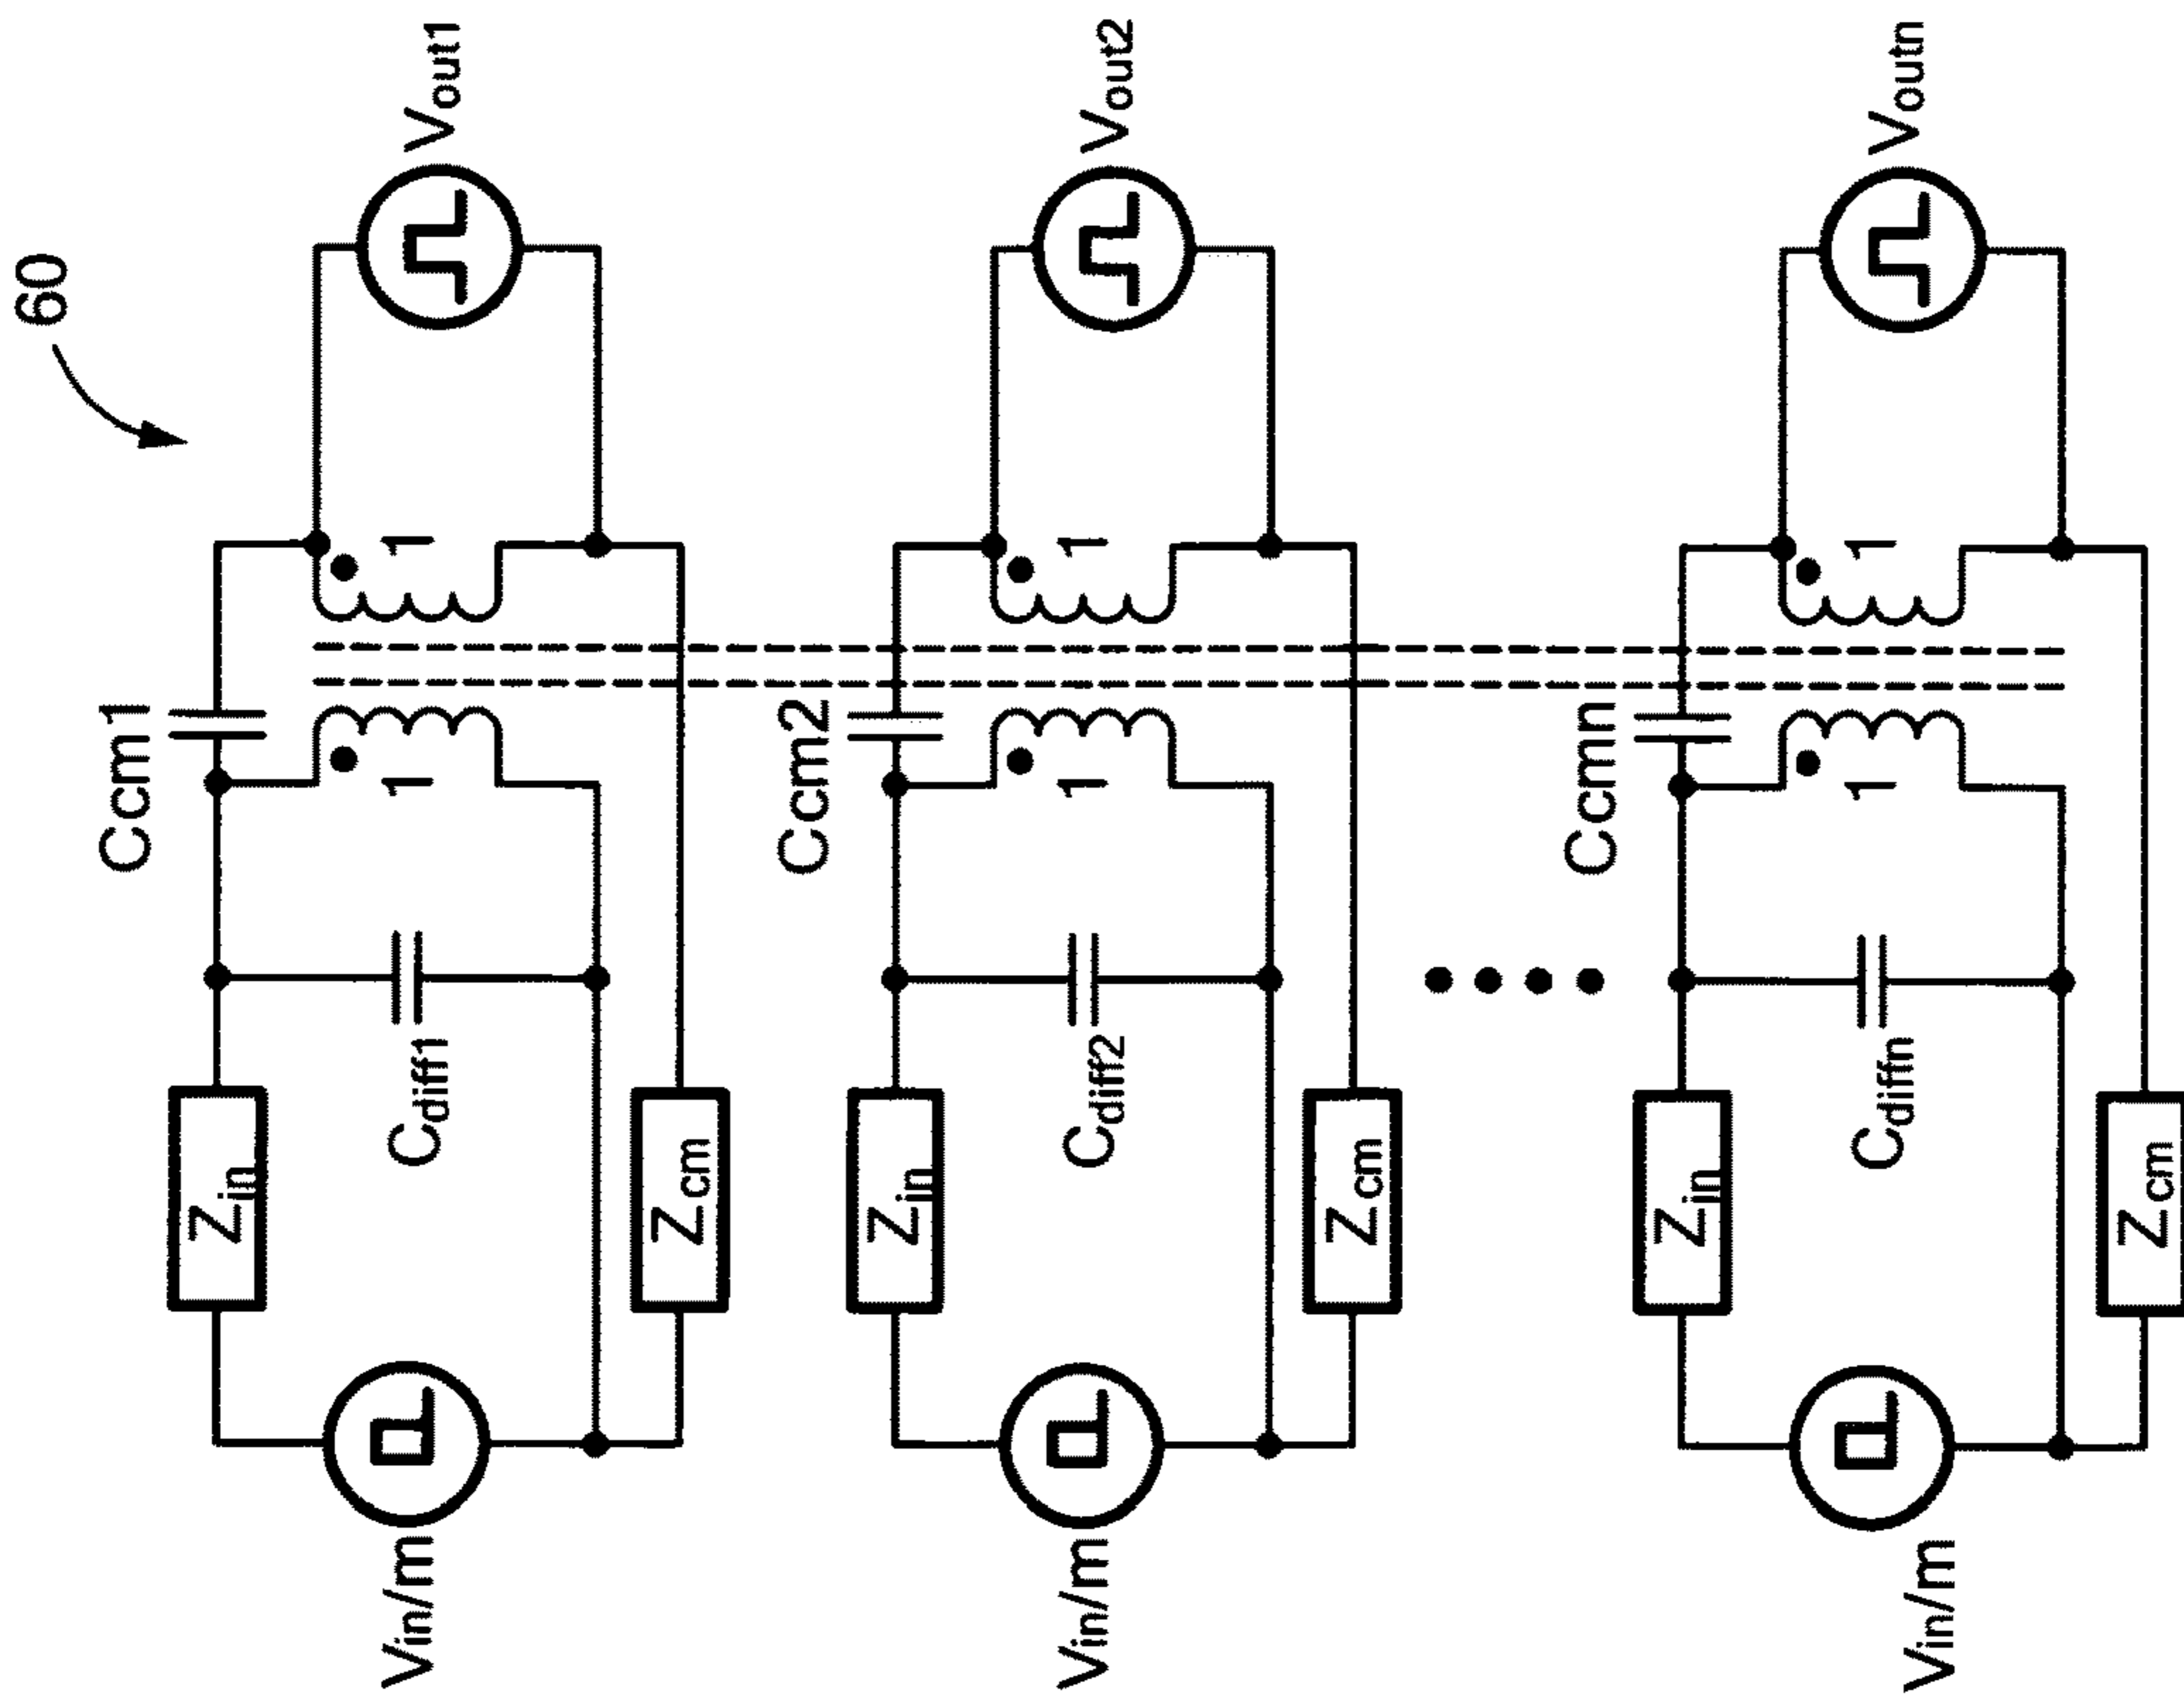 60
Ccm1
Zin
Cdiff1
1
1
Zcm
Vin/m
Vout1
Ccm2
Zin
Cdiff2
1
1
Zcm
Vin/m
Vout2
Ccmn
Zin
Cdiffn
1
1
Zcm
Vin/m
Voutn